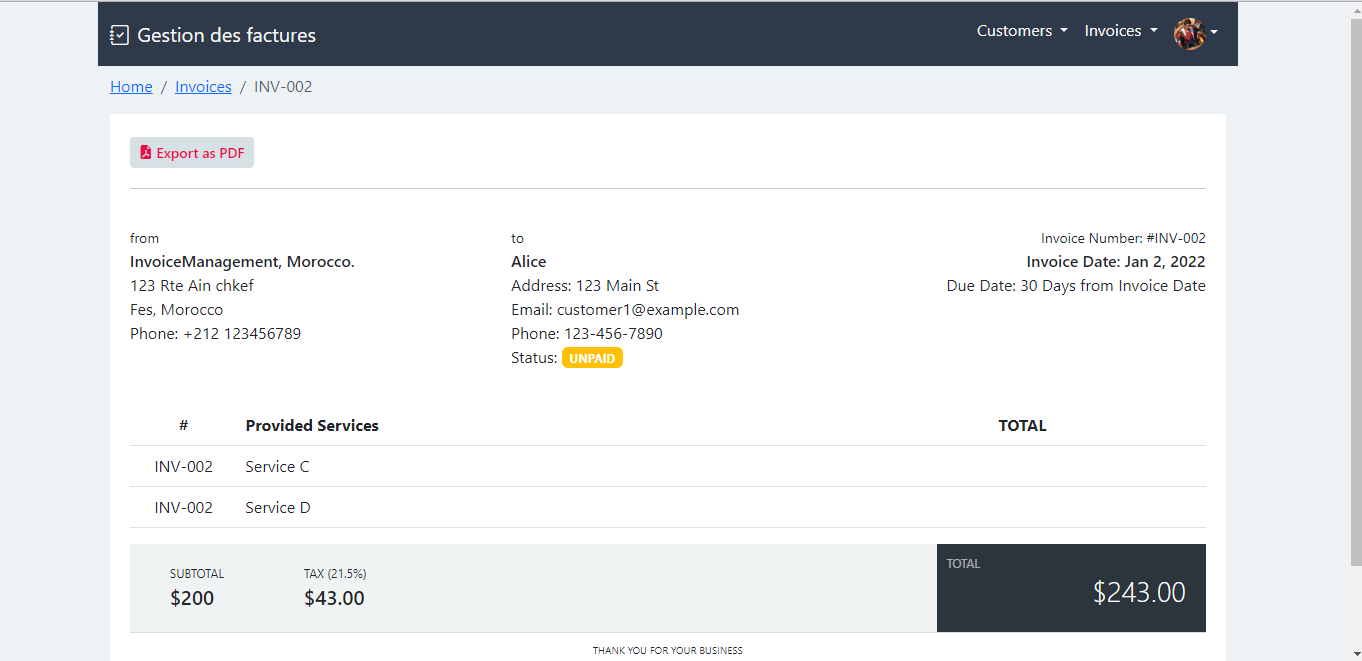 Gestion des factures
Customers
Invoices
Home / Invoices / INV-002
Export as PDF
from
InvoiceManagement, Morocco.
123 Rte Ain chkef
Fes, Morocco
Phone: +212 123456789
to
Alice
Address: 123 Main St
Email: customer1@example.com
Phone: 123-456-7890
Status: UNPAID
Invoice Number: #INV-002
Invoice Date: Jan 2, 2022
Due Date: 30 Days from Invoice Date
# Provided Services TOTAL
INV-002 Service C
INV-002 Service D
SUBTOTAL
$200
TAX (21.5%)
$43.00
TOTAL
$243.00
THANK YOU FOR YOUR BUSINESS